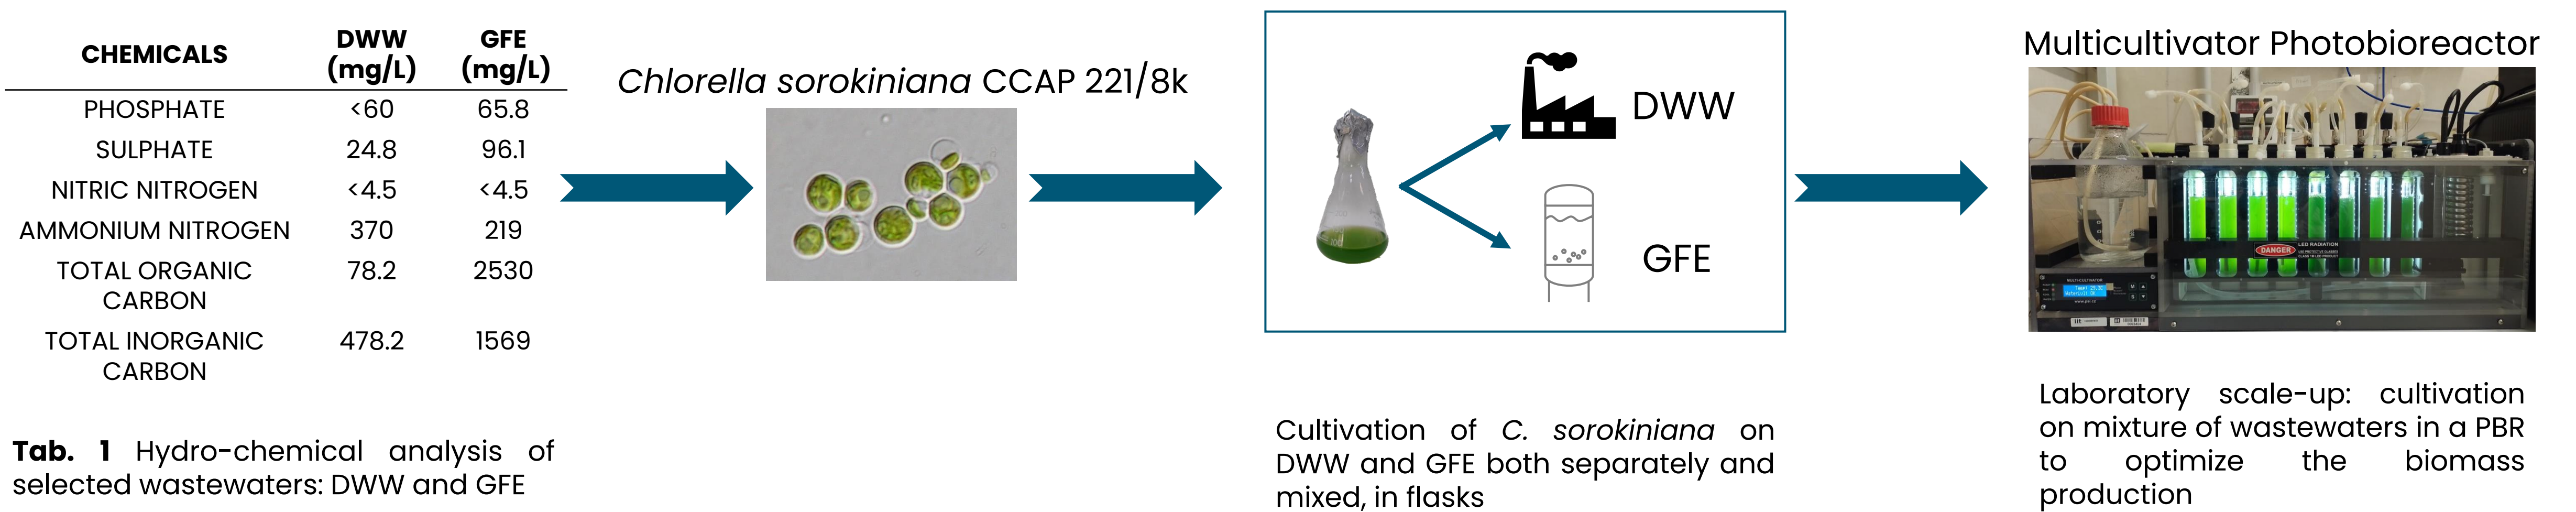 CHEMICALS DWW (mg/L) GFE (mg/L)
PHOSPHATE <60 65.8
SULPHATE 24.8 96.1
NITRIC NITROGEN <4.5 <4.5
AMMONIUM NITROGEN 370 219
TOTAL ORGANIC CARBON 78.2 2530
TOTAL INORGANIC CARBON 478.2 1569
Tab. 1 Hydro-chemical analysis of
selected wastewaters: DWW and GFE
Chlorella sorokiniana CCAP 221/8k
DWW
GFE
Cultivation of C. sorokiniana on
DWW and GFE both separately and
mixed, in flasks
Multicultivator Photobioreactor
DANGER
LED RADIATION
MULTI-CULTIVATOR
Laboratory scale-up: cultivation
on mixture of wastewaters in a PBR
to optimize the biomass
production